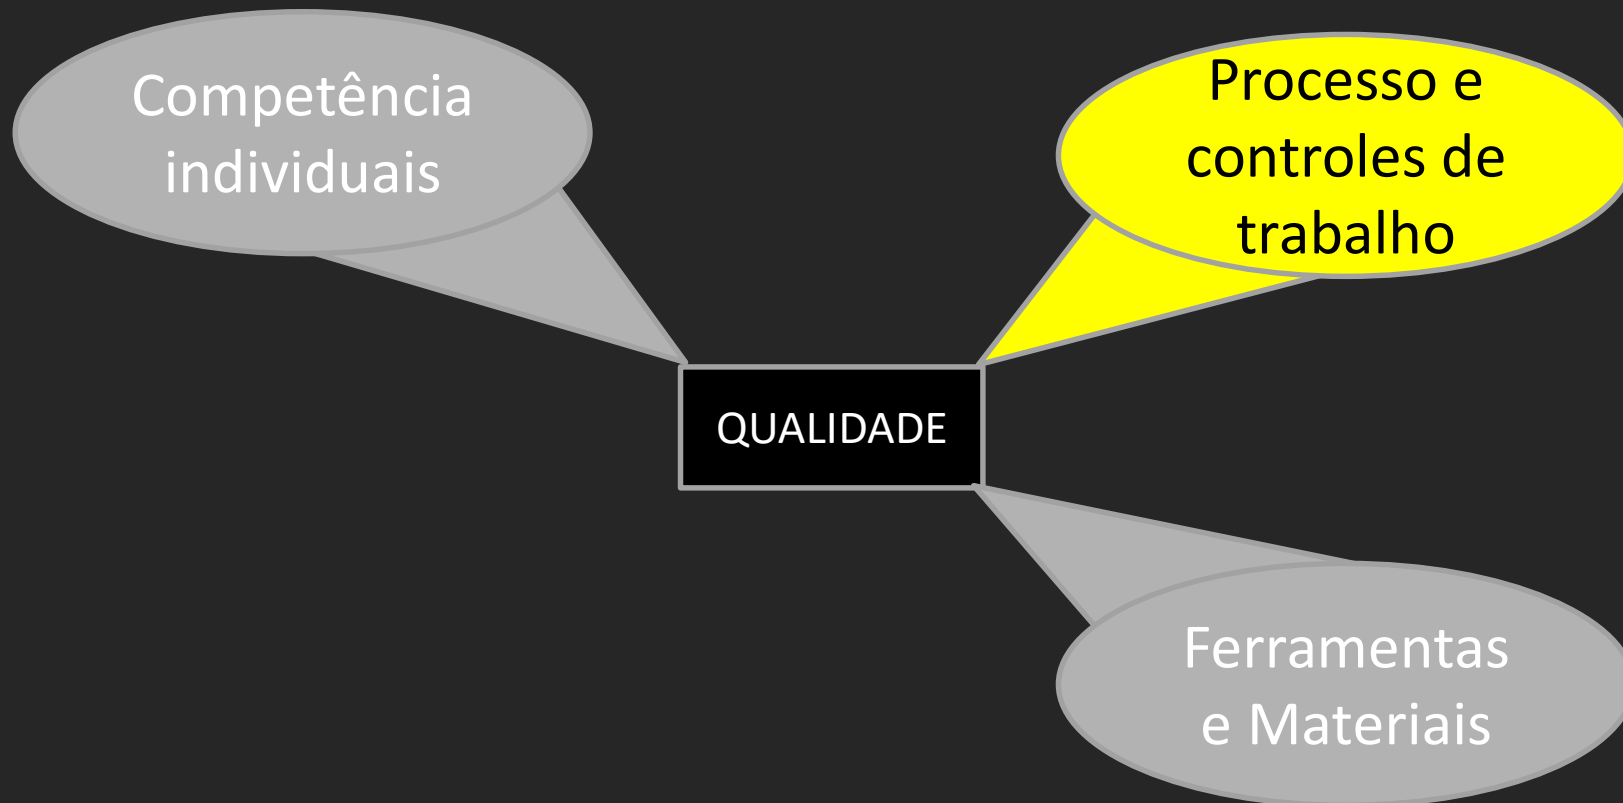 Competência
individuais
Processo e
controles de
trabalho
QUALIDADE
Ferramentas
e Materiais